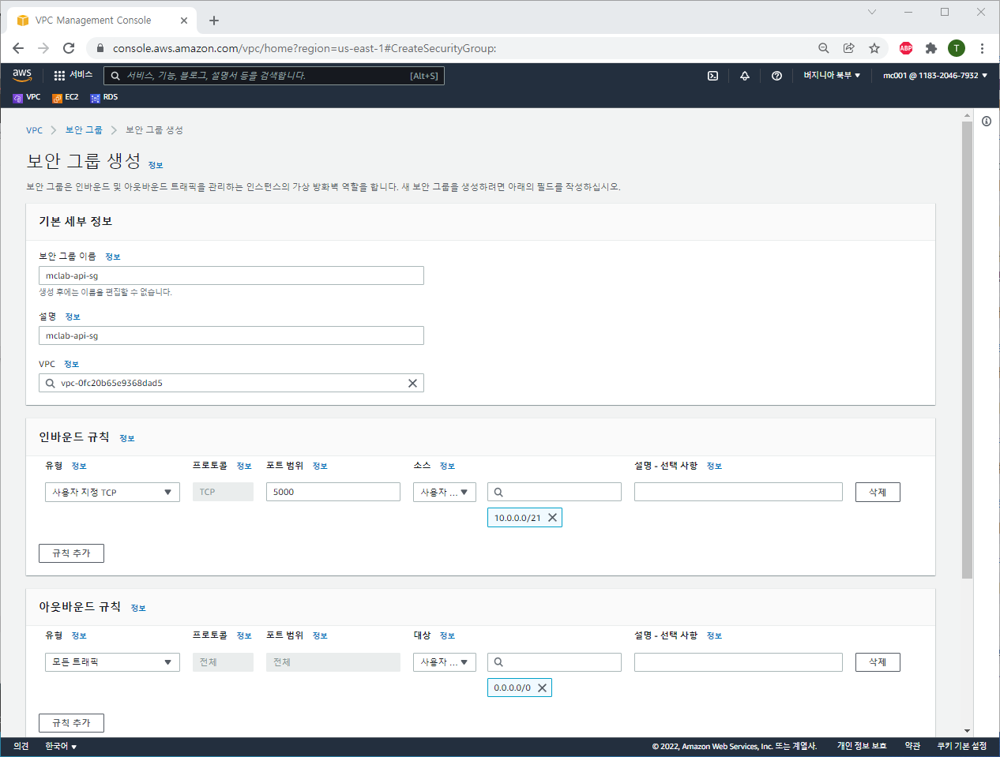 VPC Management Console
console.aws.amazon.com/vpc/home?region=us-east-1#CreateSecurityGroup:
ABP
T
aws
서비스
서비스, 기능, 블로그, 설명서 등을 검색합니다.
[Alt+S]
버지니아 북부
mc001 @ 1183-2046-7932
VPC
EC2
RDS
VPC
보안 그룹
보안 그룹 생성
보안 그룹 생성 정보
보안 그룹은 인바운드 및 아웃바운드 트래픽을 관리하는 인스턴스의 가상 방화벽 역할을 합니다. 새 보안 그룹을 생성하려면 아래의 필드를 작성하십시오.
기본 세부 정보
보안 그룹 이름 정보
mclab-api-sg
생성 후에는 이름을 편집할 수 없습니다.
설명 정보
mclab-api-sg
VPC 정보
vpc-0fc20b65e9368dad5
인바운드 규칙 정보
유형 정보
프로토콜 정보
포트 범위 정보
소스 정보
설명 - 선택 사항 정보
사용자 지정 TCP
TCP
5000
사용자 ...
삭제
10.0.0.0/21
규칙 추가
아웃바운드 규칙 정보
유형 정보
프로토콜 정보
포트 범위 정보
대상 정보
설명 - 선택 사항 정보
모든 트래픽
전체
전체
사용자 ...
삭제
0.0.0.0/0
규칙 추가
의견
한국어
© 2022, Amazon Web Services, Inc. 또는 계열사.
개인 정보 보호
약관
쿠키 기본 설정